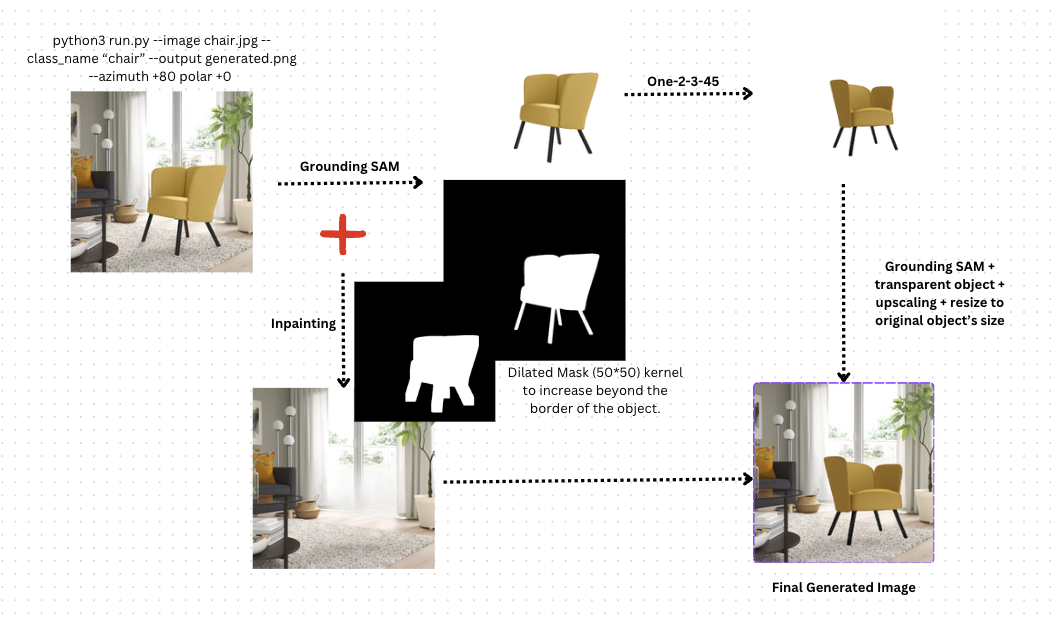 python3 run.py --image chair.jpg --
class_name “chair” --output generated.png
--azimuth +80 polar +0
One-2-3-45
Grounding SAM
Grounding SAM +
transparent object +
upscaling + resize to
original object’s size
Inpainting
Dilated Mask (50*50) kernel
to increase beyond the
border of the object.
Final Generated Image